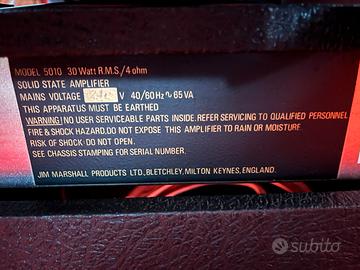 MODEL 5010 30 Watt R.M.S./4 ohm
SOLID STATE AMPLIFIER
MAINS VOLTAGE V 40/60Hz ~ 65 VA
THIS APPARATUS MUST BE EARTHED
WARNING! NO USER SERVICEABLE PARTS INSIDE. REFER SERVICING TO QUALIFIED PERSONNEL
FIRE & SHOCK HAZARD. DO NOT EXPOSE THIS AMPLIFIER TO RAIN OR MOISTURE
RISK OF SHOCK-DO NOT OPEN.
SEE CHASSIS STAMPING FOR SERIAL NUMBER.
JIM MARSHALL PRODUCTS LTD., BLETCHLEY, MILTON KEYNES, ENGLAND.
subito